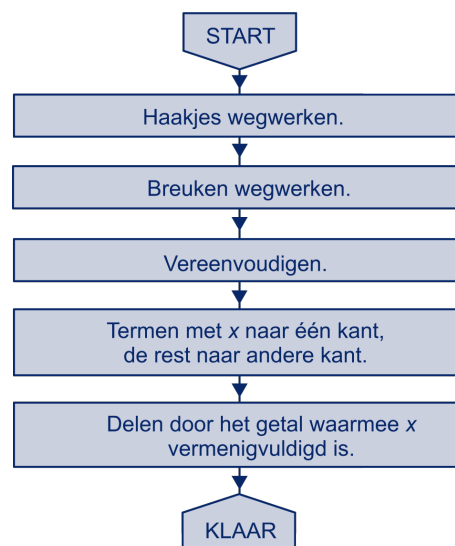 START
Haakjes wegwerken.
Breuken wegwerken.
Vereenvoudigen.
Termen met x naar één kant,
de rest naar andere kant.
Delen door het getal waarmee x
vermenigvuldigd is.
KLAAR